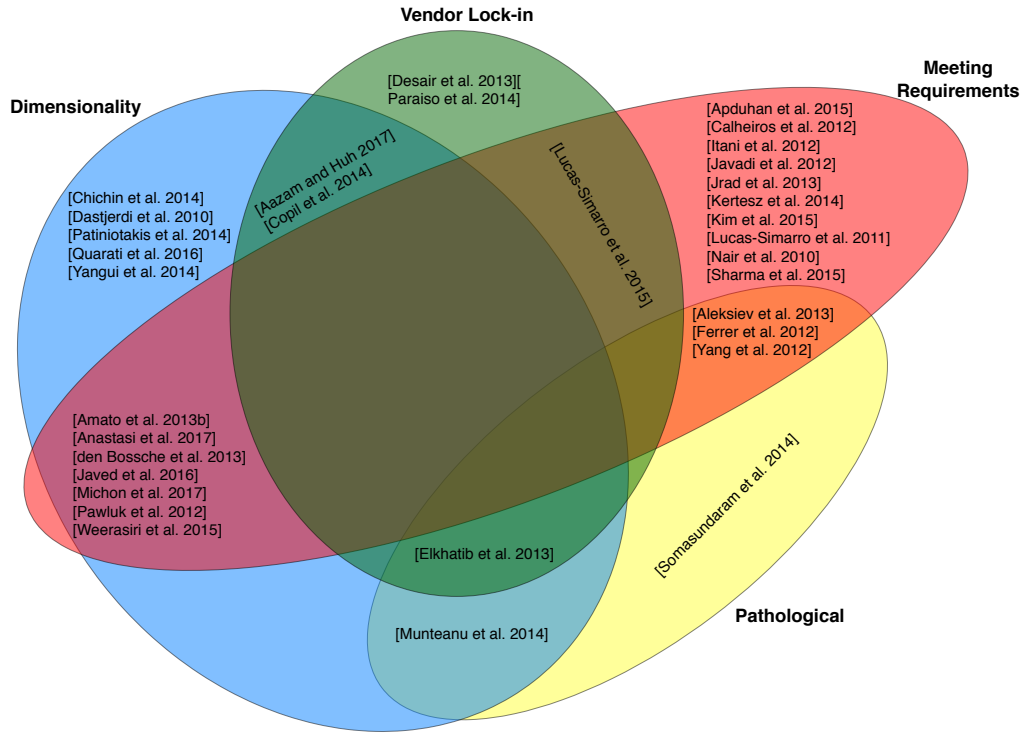 Vendor Lock-in
Meeting
Requirements
Dimensionality
[Desair et al. 2013][
Paraiso et al. 2014]
[Apduhan et al. 2015]
[Calheiros et al. 2012]
[Itani et al. 2012]
[Javadi et al. 2012]
[Jrad et al. 2013]
[Kertesz et al. 2014]
[Kim et al. 2015]
[Lucas-Simarro et al. 2011]
[Nair et al. 2010]
[Sharma et al. 2015]
[Aazam and Huh 2017]
[Copil et al. 2014]
[Lucas-Simarro et al. 2015]
[Chichin et al. 2014]
[Dastjerdi et al. 2010]
[Patiniotakis et al. 2014]
[Quarati et al. 2016]
[Yangui et al. 2014]
[Aleksiev et al. 2013]
[Ferrer et al. 2012]
[Yang et al. 2012]
[Amato et al. 2013b]
[Anastasi et al. 2017]
[den Bossche et al. 2013]
[Javed et al. 2016]
[Michon et al. 2017]
[Pawluk et al. 2012]
[Weerasiri et al. 2015]
[Somasundaram et al. 2014]
[Elkhatib et al. 2013]
Pathological
[Munteanu et al. 2014]